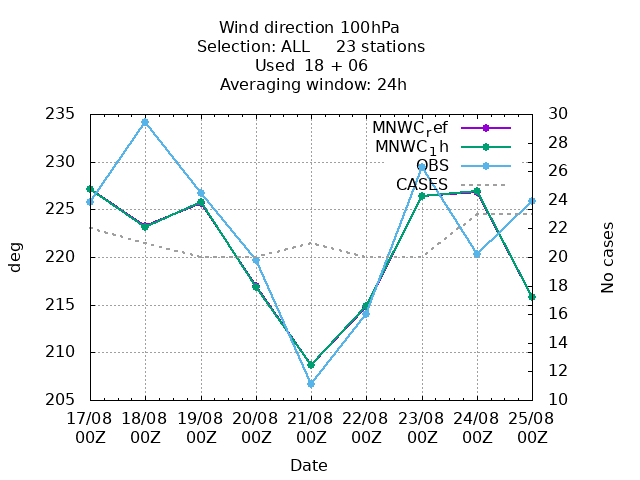 Wind direction 100hPa
Selection: ALL 23 stations
Used 18 + 06
Averaging window: 24h
235
230
225
220
215
210
205
deg
30
28
26
24
22
20
18
16
14
12
10
No cases
MNWCref
MNWC1h
OBS
CASES
17/08 18/08 19/08 20/08 21/08 22/08 23/08 24/08 25/08
00Z 00Z 00Z 00Z 00Z 00Z 00Z 00Z 00Z
Date